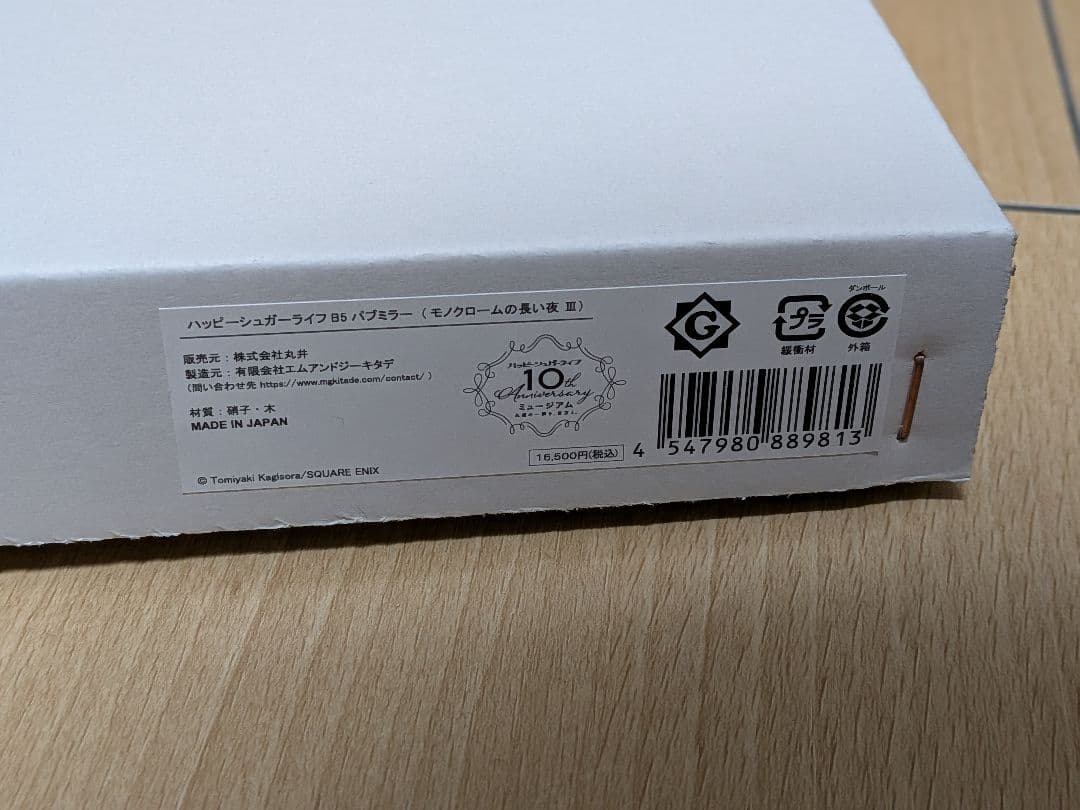 ハッピーシュガーライフ B5 パブミラー（ モノクロームの長い夜 Ⅲ）
販売元：株式会社丸井
製造元：有限会社エムアンドジーキタデ
（問い合わせ先 https://www.mgkitade.com/contact/ ）
材質：硝子・木
MADE IN JAPAN
© Tomiyaki Kagisora/SQUARE ENIX
ハッピーシュガーライフ
10th
Anniversary
ミュージアム
16,500円(税込)
G
プラ
緩衝材
ダンボール
外箱
4 547980 889813